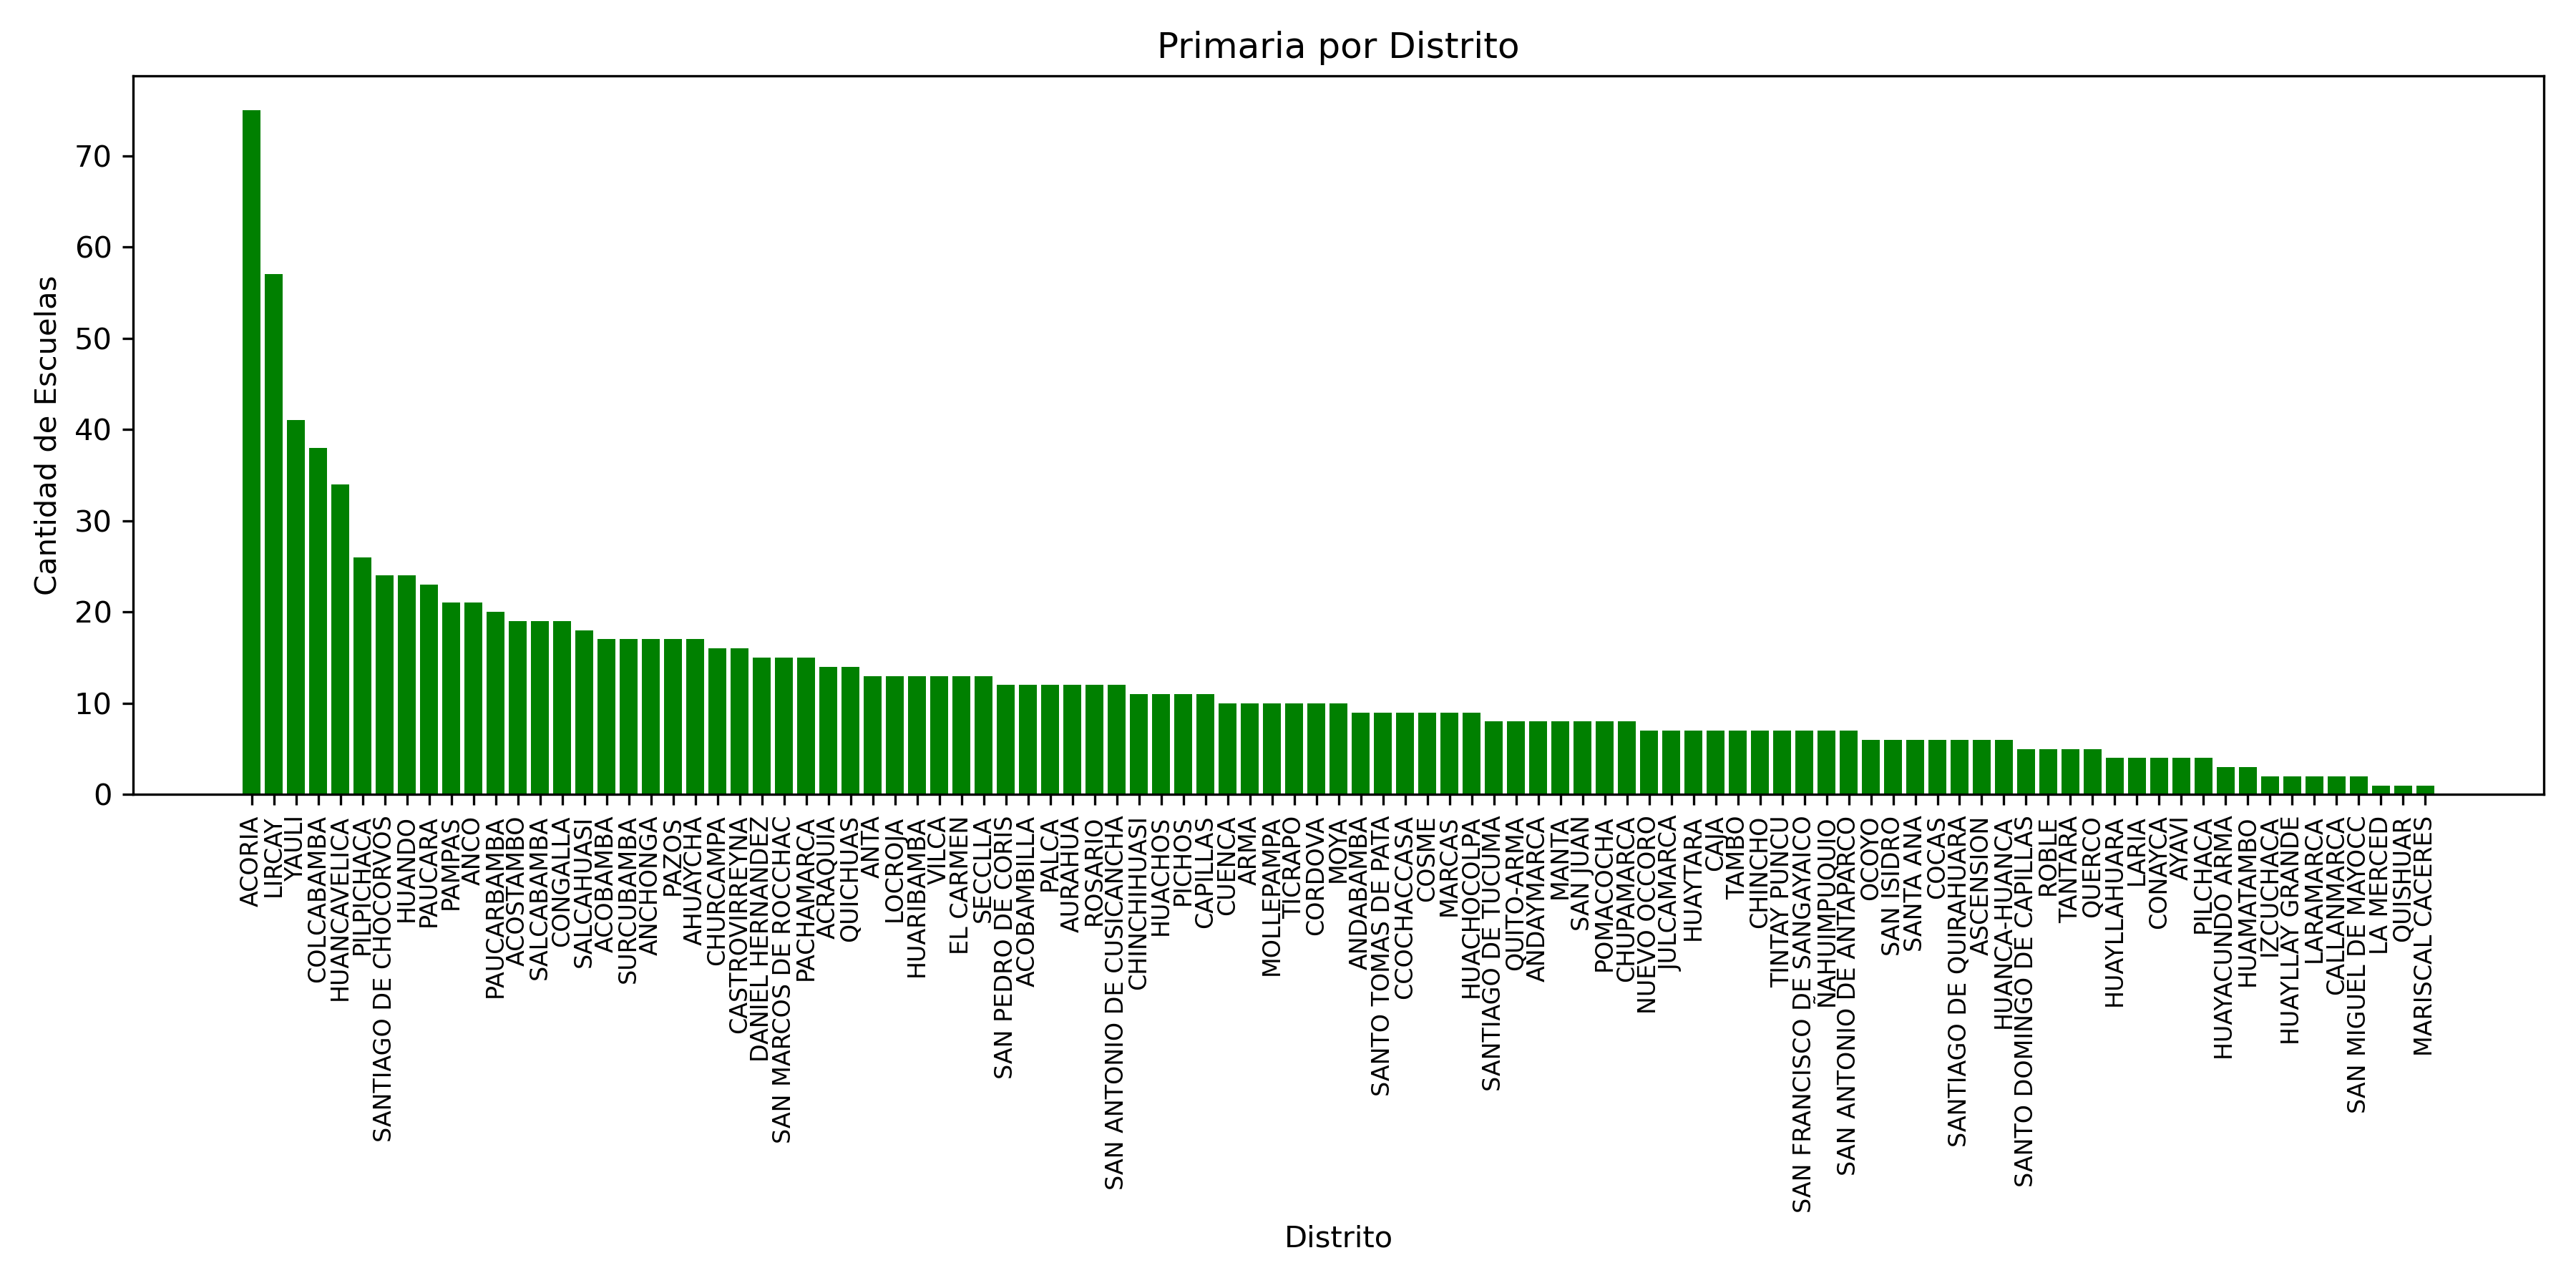 Primaria por Distrito
Cantidad de Escuelas
70
60
50
40
30
20
10
0
ACORIA
LIRCAY
YAULI
COLCABAMBA
HUANCAVELICA
PILPICHACA
SANTIAGO DE CHOCORVOS
HUANDO
PAUCARA
PAMPAS
ANCO
PAUCARBAMBA
ACOSTAMBO
SALCABAMBA
CONGALLA
SALCAHUASI
ACOBAMBA
SURCUBAMBA
ANCHONGA
PAZOS
AHUAYCHA
CHURCAMPA
CASTROVIRREYNA
DANIEL HERNANDEZ
SAN MARCOS DE ROCCHAC
PACHAMARCA
ACRAQUIA
QUICHUAS
ANTA
LOCROJA
HUARIBAMBA
VILCA
EL CARMEN
SECCLLA
SAN PEDRO DE CORIS
ACOBAMBILLA
PALCA
AURAHUA
ROSARIO
SAN ANTONIO DE CUSICANCHA
CHINCHIHUASI
HUACHOS
PICHOS
CAPILLAS
CUENCA
ARMA
MOLLEPAMPA
TICRAPO
CORDOVA
MOYA
ANDABAMBA
SANTO TOMAS DE PATA
CCOCHACCASA
COSME
MARCAS
HUACHOCOLPA
SANTIAGO DE TUCUMA
QUITO-ARMA
ANDAYMARCA
MANTA
SAN JUAN
POMACOCHA
CHUPAMARCA
NUEVO OCCORO
JULCAMARCA
HUAYTARA
CAJA
TAMBO
CHINCHO
TINTAY PUNCU
SAN FRANCISCO DE SANGAYAICO
ÑAHUIMPUQUIO
SAN ANTONIO DE ANTAPARCO
OCOYO
SAN ISIDRO
SANTA ANA
COCAS
SANTIAGO DE QUIRAHUARA
ASCENSION
HUANCA-HUANCA
SANTO DOMINGO DE CAPILLAS
ROBLE
TANTARA
QUERCO
HUAYLLAHUARA
LARIA
CONAYCA
AYAVI
PILCHACA
HUAYACUNDO ARMA
HUAMATAMBO
IZCUCHACA
HUAYLLAY GRANDE
LARAMARCA
CALLANMARCA
SAN MIGUEL DE MAYOCC
LA MERCED
QUISHUAR
MARISCAL CACERES
Distrito